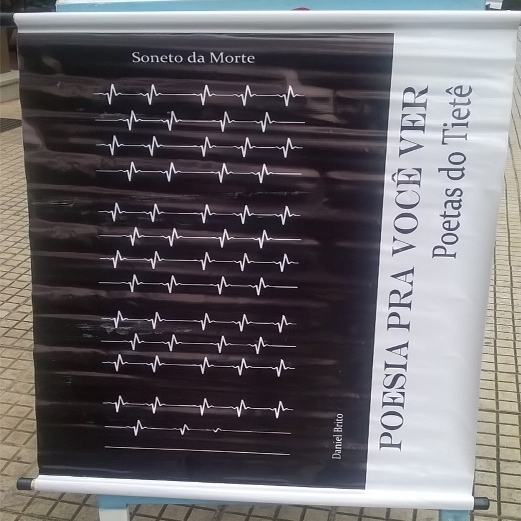 Soneto da Morte
Daniel Brito
POESIA PRA VOCÊ VER
Poetas do Tietê